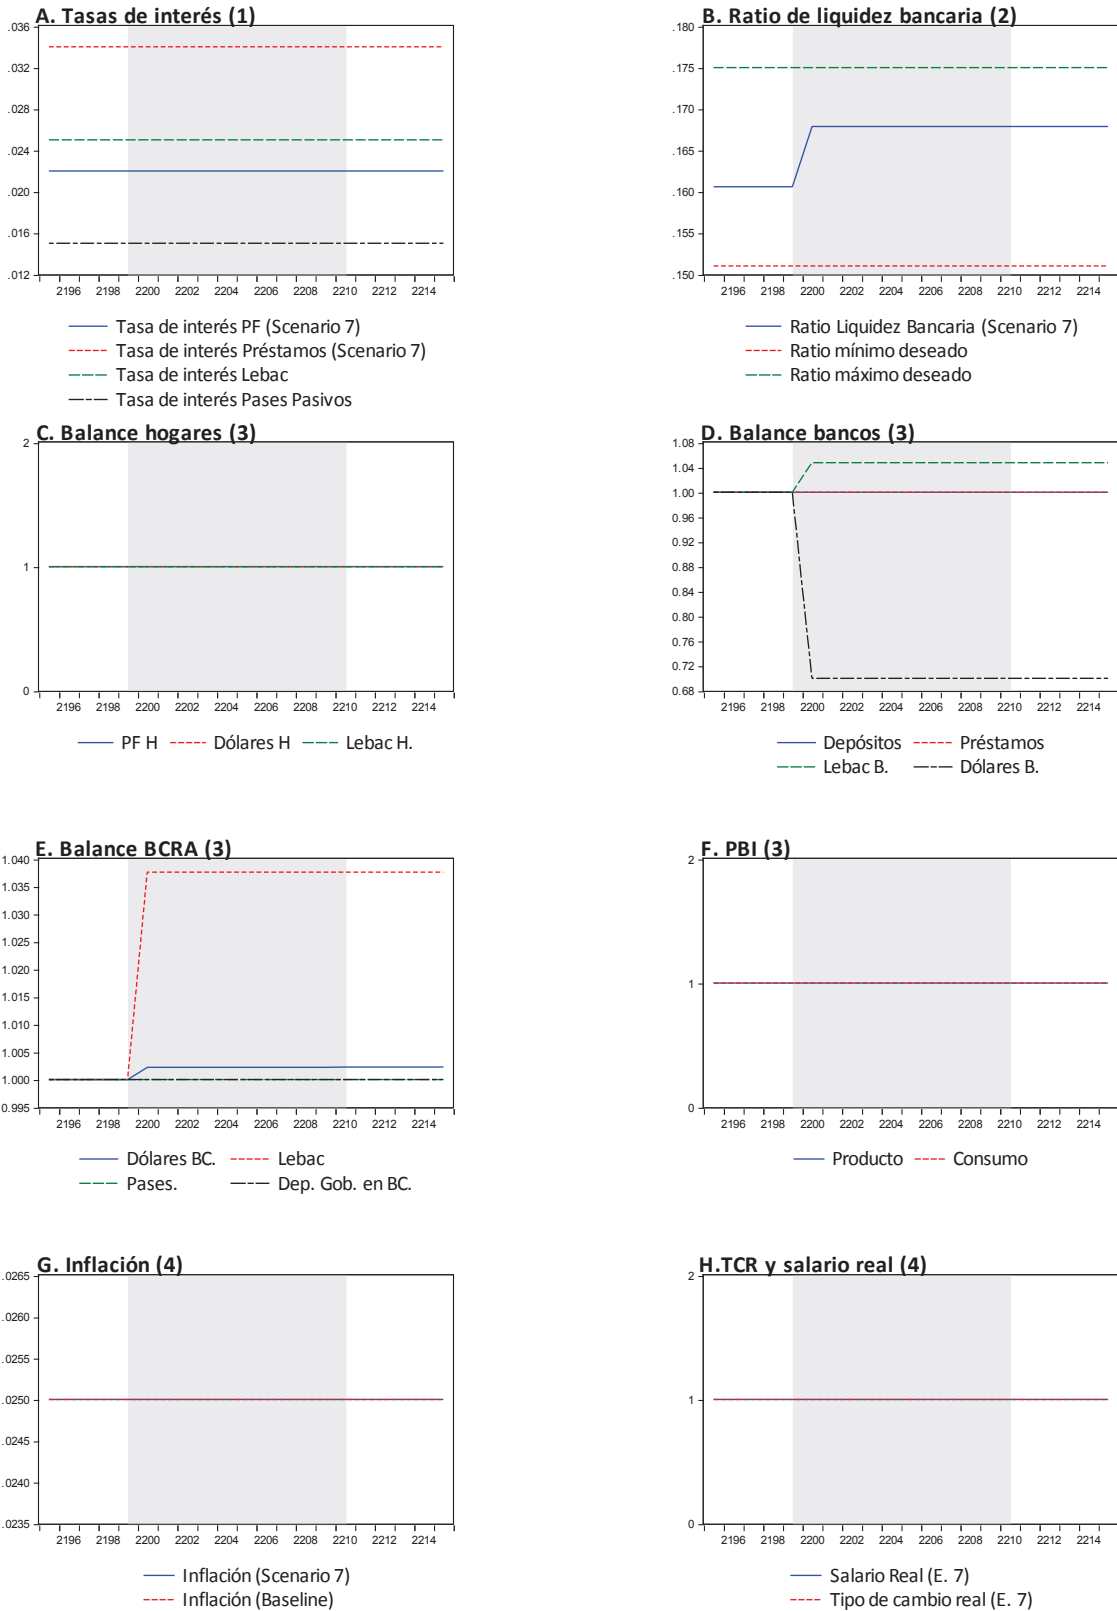 A. Tasas de interés (1)
.036
.032
.028
.024
.020
.016
.012
2196 2198 2200 2202 2204 2206 2208 2210 2212 2214
Tasa de interés PF (Scenario 7)
Tasa de interés Préstamos (Scenario 7)
Tasa de interés Lebac
Tasa de interés Pases Pasivos
B. Ratio de liquidez bancaria (2)
.180
.175
.170
.165
.160
.155
.150
2196 2198 2200 2202 2204 2206 2208 2210 2212 2214
Ratio Liquidez Bancaria (Scenario 7)
Ratio mínimo deseado
Ratio máximo deseado
C. Balance hogares (3)
2
1
0
2196 2198 2200 2202 2204 2206 2208 2210 2212 2214
PF H Dólares H Lebac H.
D. Balance bancos (3)
1.08
1.04
1.00
0.96
0.92
0.88
0.84
0.80
0.76
0.72
0.68
2196 2198 2200 2202 2204 2206 2208 2210 2212 2214
Depósitos Préstamos
Lebac B. Dólares B.
E. Balance BCRA (3)
1.040
1.035
1.030
1.025
1.020
1.015
1.010
1.005
1.000
0.995
2196 2198 2200 2202 2204 2206 2208 2210 2212 2214
Dólares BC. Lebac
Pases. Dep. Gob. en BC.
F. PBI (3)
2
1
0
2196 2198 2200 2202 2204 2206 2208 2210 2212 2214
Producto Consumo
G. Inflación (4)
.0265
.0260
.0255
.0250
.0245
.0240
.0235
2196 2198 2200 2202 2204 2206 2208 2210 2212 2214
Inflación (Scenario 7)
Inflación (Baseline)
H.TCR y salario real (4)
2
1
0
2196 2198 2200 2202 2204 2206 2208 2210 2212 2214
Salario Real (E. 7)
Tipo de cambio real (E. 7)